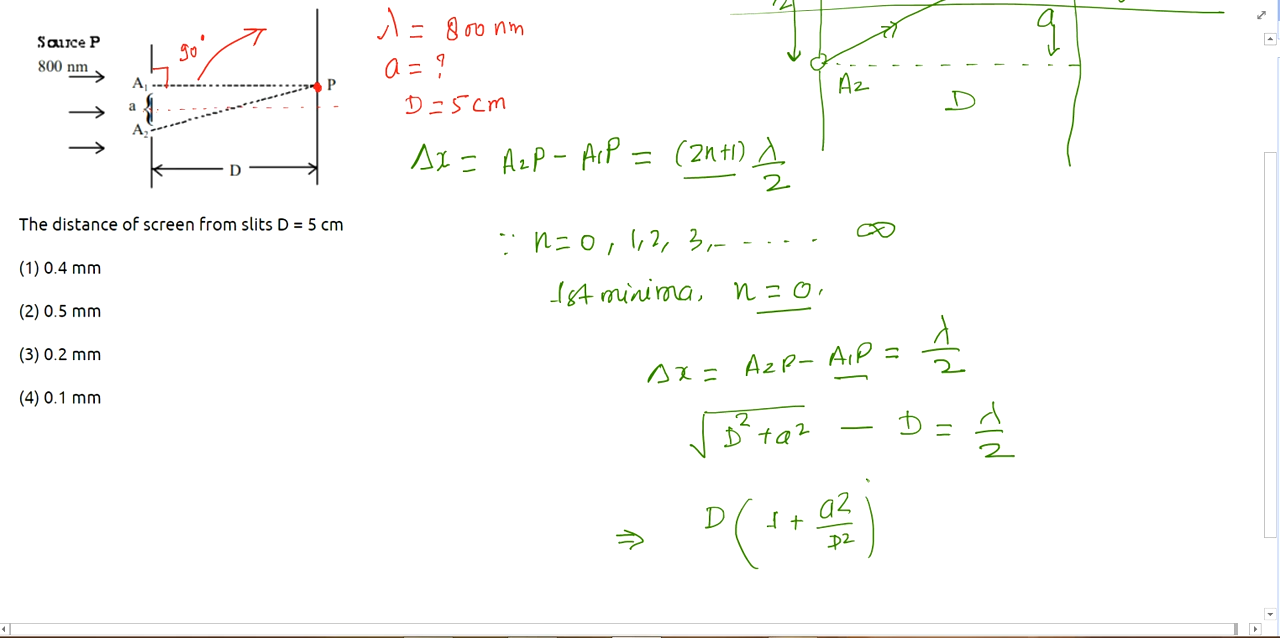 Source P
800 nm
A₁
a
A₂
P
D
90°
λ = 800 nm
a = ?
D = 5 cm
A2
D
a
Δx = A2P - A1P = (2n+1) λ/2
∵ n = 0, 1, 2, 3, - - - - - ∞
1st minima, n = 0.
Δx = A2P - A1P = λ/2
√(D² + a²) - D = λ/2
⇒ D(1 + a2/D2)
The distance of screen from slits D = 5 cm
(1) 0.4 mm
(2) 0.5 mm
(3) 0.2 mm
(4) 0.1 mm